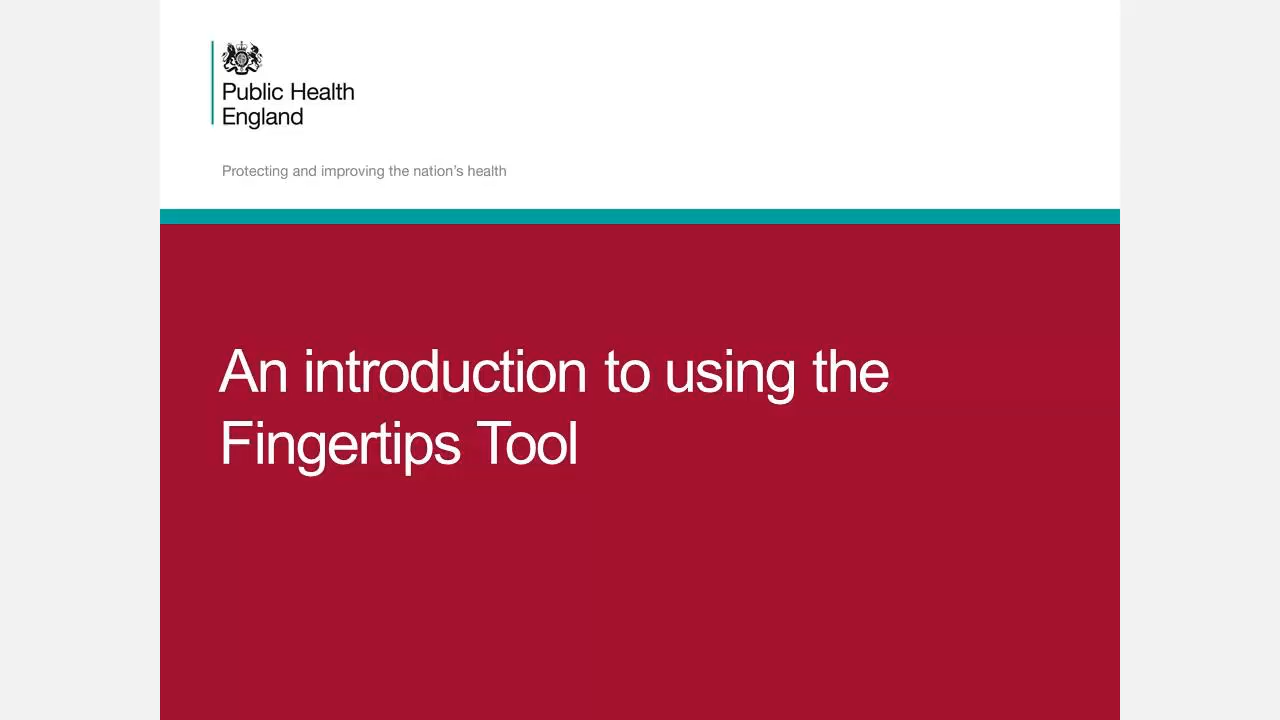 Public Health
England
Protecting and improving the nation's health
An introduction to using the
Fingertips Tool